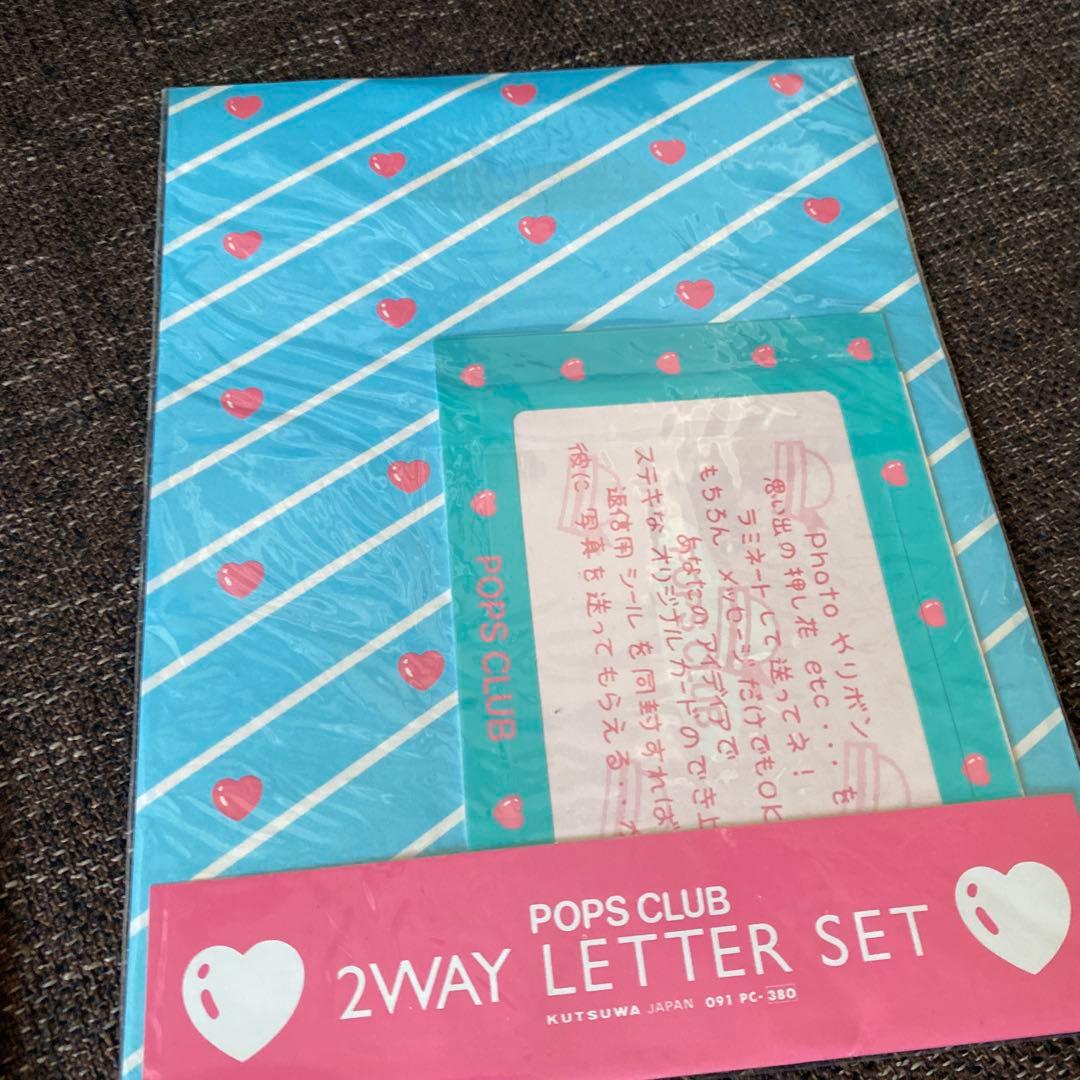 photo やリボン
思い出の押し花 etc... を
ラミネートして送ってネ!
もちろん メッセージだけでもOK
あなたのアイデイアで
ステキな オリジナルカードのでき上
返信用 シール を同封すれば
彼に 写真を送ってもらえる...
POPS CLUB
POPS CLUB
2WAY LETTER SET
KUTSUWA JAPAN 091 PC-380